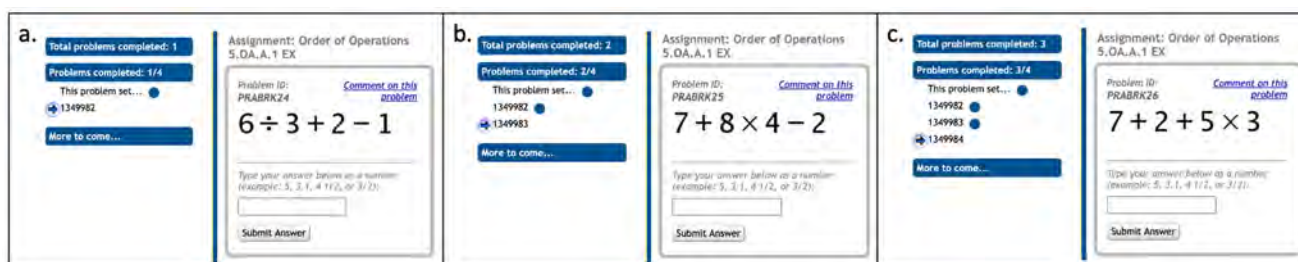 a.
Total problems completed: 1
Problems completed: 1/4
This problem set...
1349982
More to come...
Assignment: Order of Operations
5.OA.A.1 EX
Problem ID:
PRABRK24
Comment on this
problem
6 ÷ 3 + 2 − 1
Type your answer below as a number
(example: 5, 3.1, 4 1/2, or 3/2):
Submit Answer
b.
Total problems completed: 2
Problems completed: 2/4
This problem set...
1349982
1349983
More to come...
Assignment: Order of Operations
5.OA.A.1 EX
Problem ID:
PRABRK25
Comment on this
problem
7 + 8 × 4 − 2
Type your answer below as a number
(example: 5, 3.1, 4 1/2, or 3/2):
Submit Answer
c.
Total problems completed: 3
Problems completed: 3/4
This problem set...
1349982
1349983
1349984
More to come...
Assignment: Order of Operations
5.OA.A.1 EX
Problem ID:
PRABRK26
Comment on this
problem
7 + 2 + 5 × 3
Type your answer below as a number
(example: 5, 3.1, 4 1/2, or 3/2):
Submit Answer